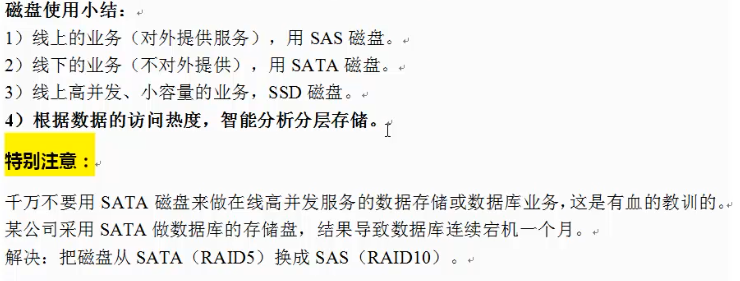 磁盘使用小结：
1）线上的业务（对外提供服务），用 SAS 磁盘。
2）线下的业务（不对外提供），用 SATA 磁盘。
3）线上高并发、小容量的业务，SSD 磁盘。
4）根据数据的访问热度，智能分析分层存储。
特别注意：
千万不要用 SATA 磁盘来做在线高并发服务的数据存储或数据库业务，这是有血的教训的。
某公司采用 SATA 做数据库的存储盘，结果导致数据库连续宕机一个月。
解决：把磁盘从 SATA（RAID5）换成 SAS（RAID10）。